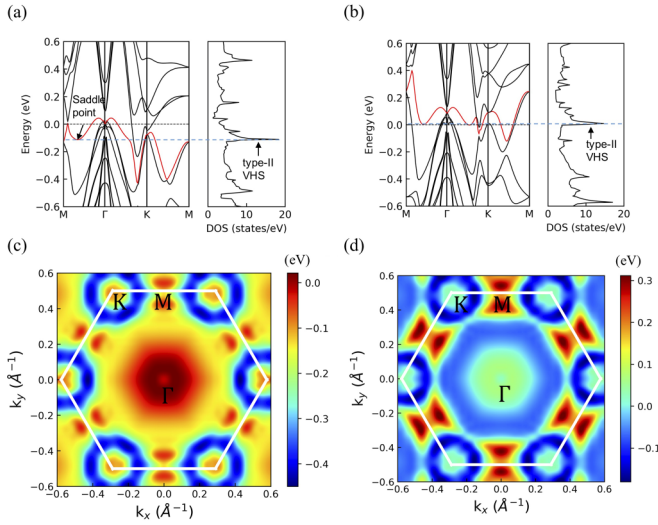 (a)
(b)
0.6
0.4
0.2
0.0
−0.2
−0.4
−0.6
Energy (eV)
Saddle
point
M
Γ
K
M
type-II
VHS
0
10
20
DOS (states/eV)
0.6
0.4
0.2
0.0
−0.2
−0.4
−0.6
Energy (eV)
M
Γ
K
M
type-II
VHS
0
5
10
15
20
DOS (states/eV)
(c)
(eV)
0.6
0.4
0.2
0.0
−0.2
−0.4
−0.6
ky (Å−1)
K
M
Γ
−0.6
−0.4
−0.2
0.0
0.2
0.4
0.6
kx (Å−1)
0.0
−0.1
−0.2
−0.3
−0.4
(d)
(eV)
0.6
0.4
0.2
0.0
−0.2
−0.4
−0.6
ky (Å−1)
K
M
Γ
−0.6
−0.4
−0.2
0.0
0.2
0.4
0.6
kx (Å−1)
0.3
0.2
0.1
0.0
−0.1